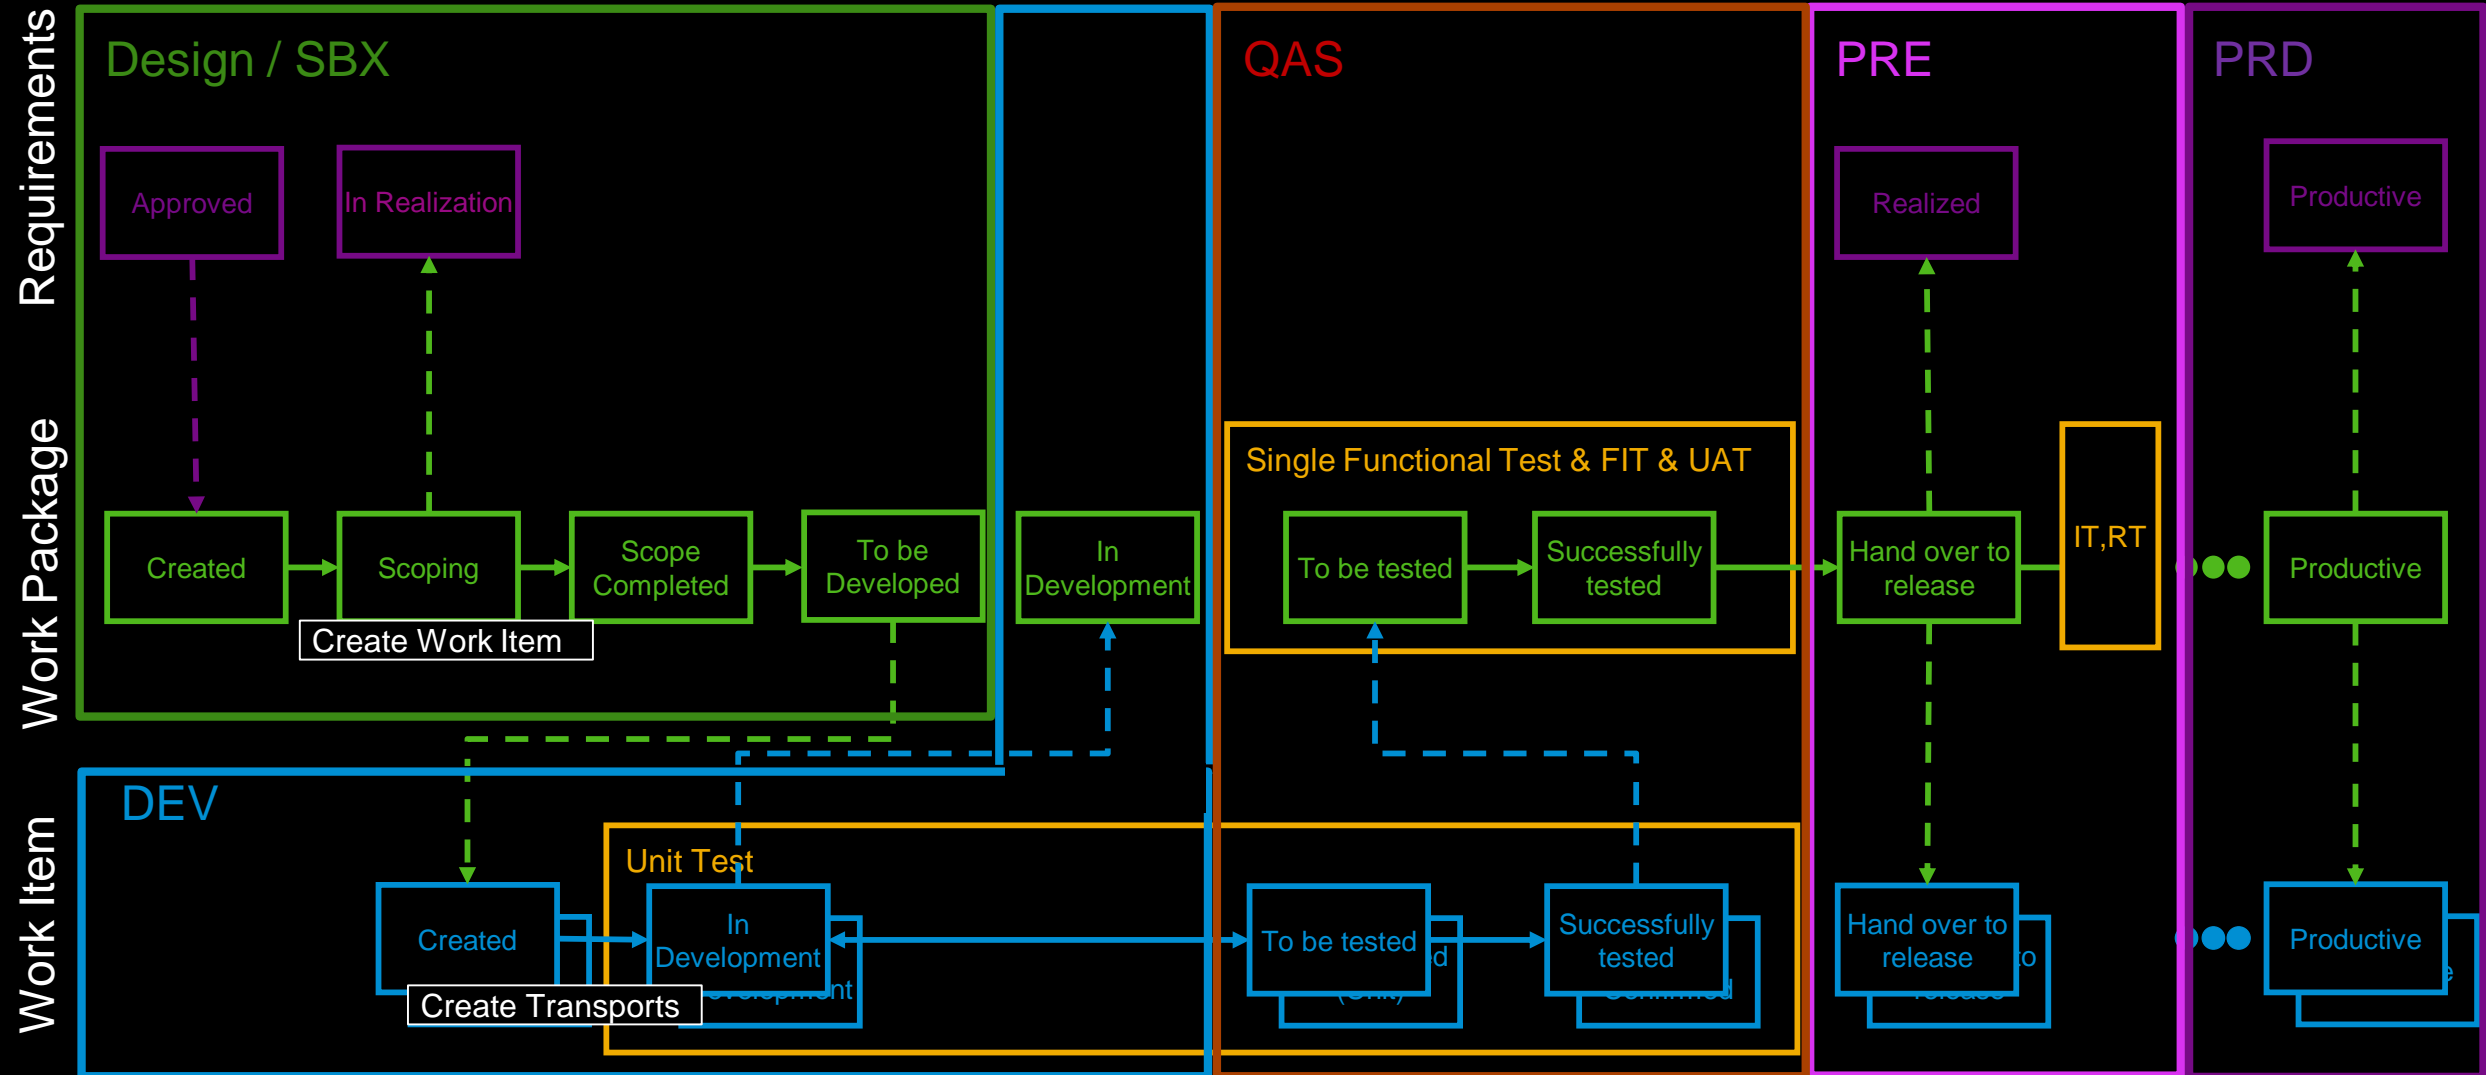 Requirements
Work Package
Work Item
Design / SBX
QAS
PRE
PRD
Approved
In Realization
Realized
Productive
Single Functional Test & FIT & UAT
Created
Scoping
Scope
Completed
To be
Developed
In
Development
To be tested
Successfully
tested
Hand over to
release
IT,RT
Productive
Create Work Item
DEV
Unit Test
Created
In
Development
To be tested
Successfully
tested
Hand over to
release
Productive
Create Transports